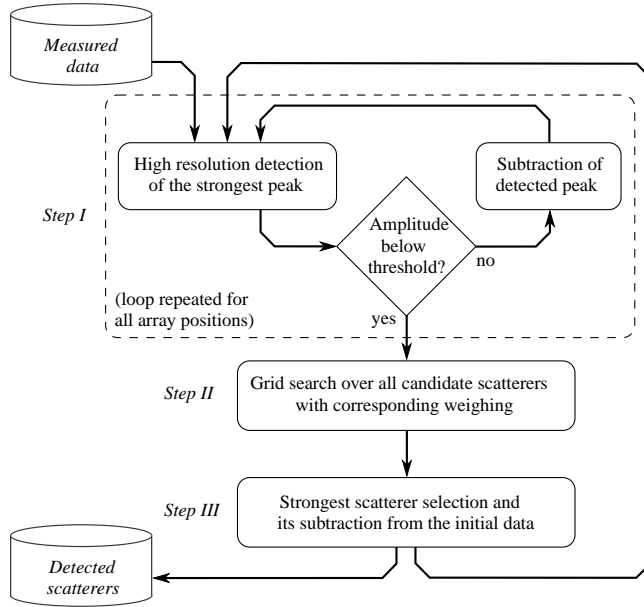 Measured
data
High resolution detection
of the strongest peak
Subtraction of
detected peak
Step I
Amplitude
below
threshold?
no
(loop repeated for
all array positions)
yes
Step II
Grid search over all candidate scatterers
with corresponding weighing
Step III
Strongest scatterer selection and
its subtraction from the initial data
Detected
scatterers